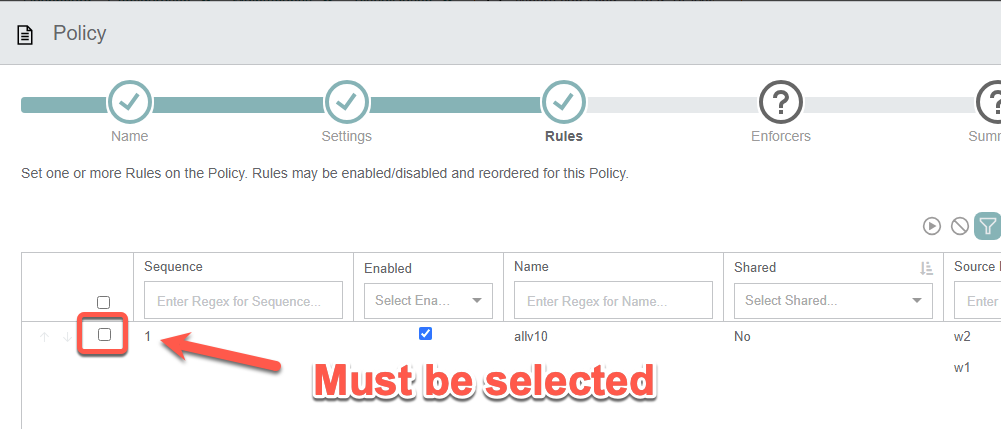 Policy
Name
Settings
Rules
?
Enforcers
?
Summ
Set one or more Rules on the Policy. Rules may be enabled/disabled and reordered for this Policy.
Sequence
Enabled
Name
Shared
Source
Enter Regex for Sequence...
Select Ena...
Enter Regex for Name...
Select Shared...
Enter
1
allv10
No
w2
w1
Must be selected